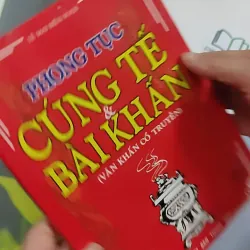 PHONG TỤC
CÚNG TẾ
&
BÀI KHẤN
(VĂN KHẤN CỔ TRUYỀN)